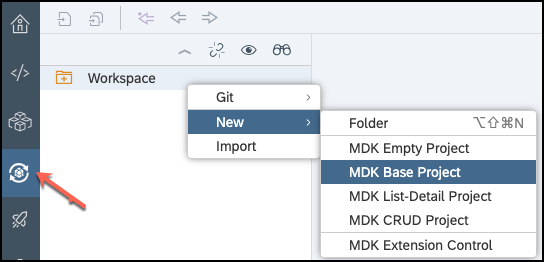 Workspace
Git
New
Import
Folder ⌥⇧⌘N
MDK Empty Project
MDK Base Project
MDK List-Detail Project
MDK CRUD Project
MDK Extension Control